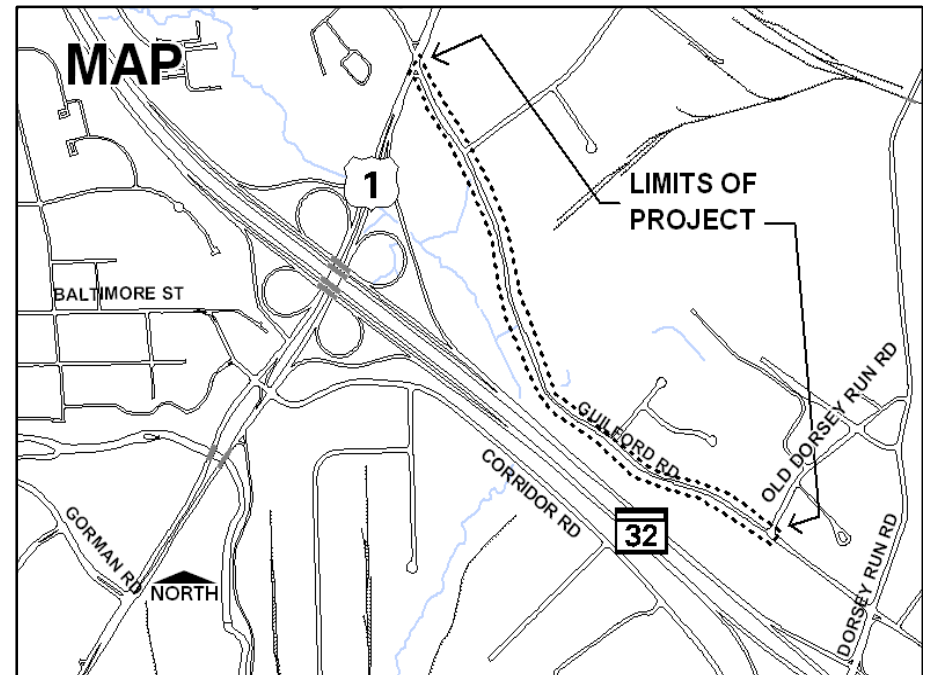 MAP
1
LIMITS OF
PROJECT
BALTIMORE ST
GUILFORD RD
OLD DORSEY RUN RD
CORRIDOR RD
32
GORMAN RD
NORTH
DORSEY RUN RD